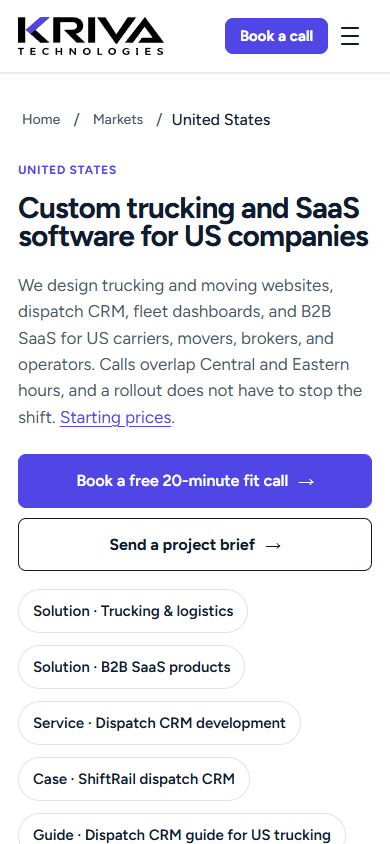 KRIVA
TECHNOLOGIES
Book a call
Home / Markets / United States
UNITED STATES
Custom trucking and SaaS
software for US companies
We design trucking and moving websites,
dispatch CRM, fleet dashboards, and B2B
SaaS for US carriers, movers, brokers, and
operators. Calls overlap Central and Eastern
hours, and a rollout does not have to stop the
shift. Starting prices.
Book a free 20-minute fit call →
Send a project brief →
Solution · Trucking & logistics
Solution · B2B SaaS products
Service · Dispatch CRM development
Case · ShiftRail dispatch CRM
Guide · Dispatch CRM guide for US trucking